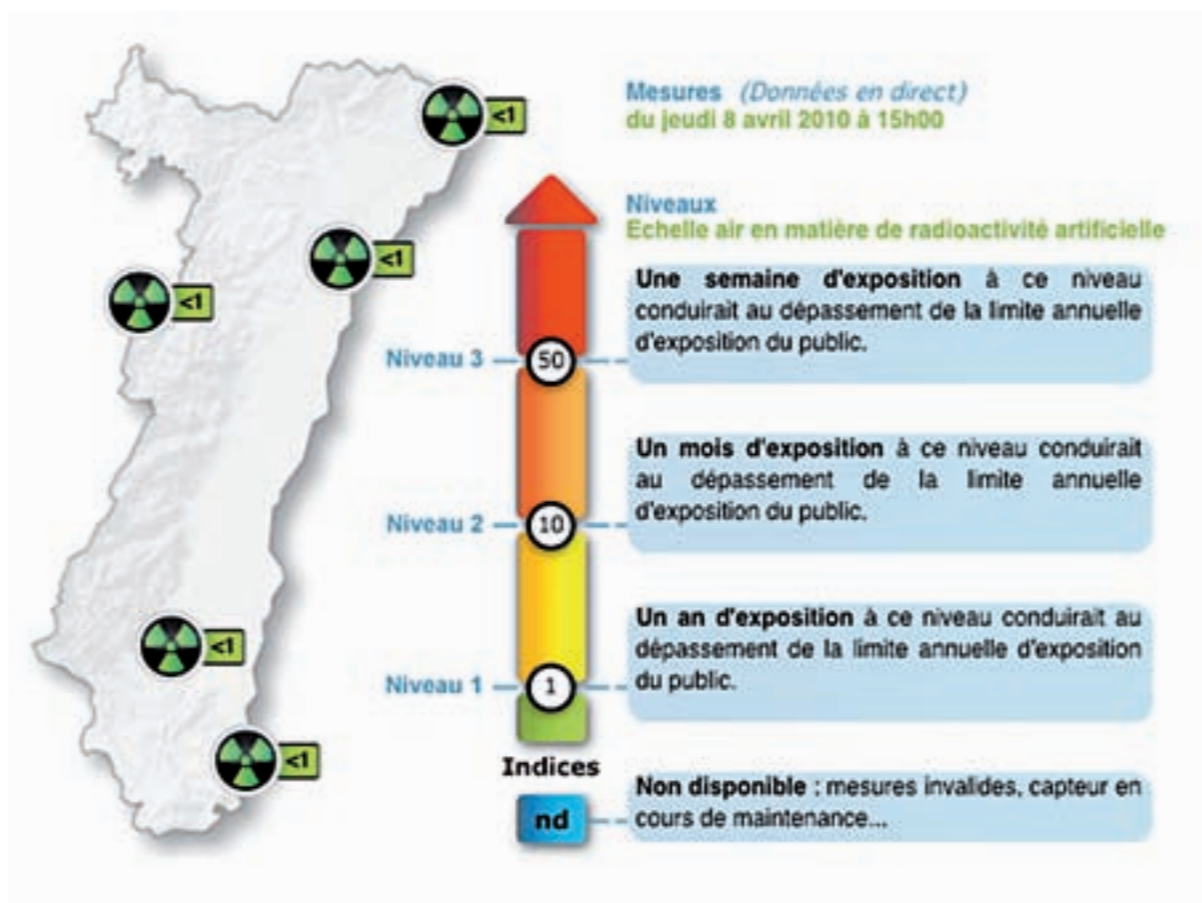 Mesures (Données en direct)
du jeudi 8 avril 2010 à 15h00
<1
<1
<1
<1
<1
Niveaux
Echelle air en matière de radioactivité artificielle
Une semaine d'exposition à ce niveau
conduirait au dépassement de la limite annuelle
d'exposition du public.
Niveau 3
50
Un mois d'exposition à ce niveau conduirait
au dépassement de la limite annuelle
d'exposition du public.
Niveau 2
10
Un an d'exposition à ce niveau conduirait au
dépassement de la limite annuelle d'exposition
du public.
Niveau 1
1
Indices
nd
Non disponible : mesures invalides, capteur en
cours de maintenance...